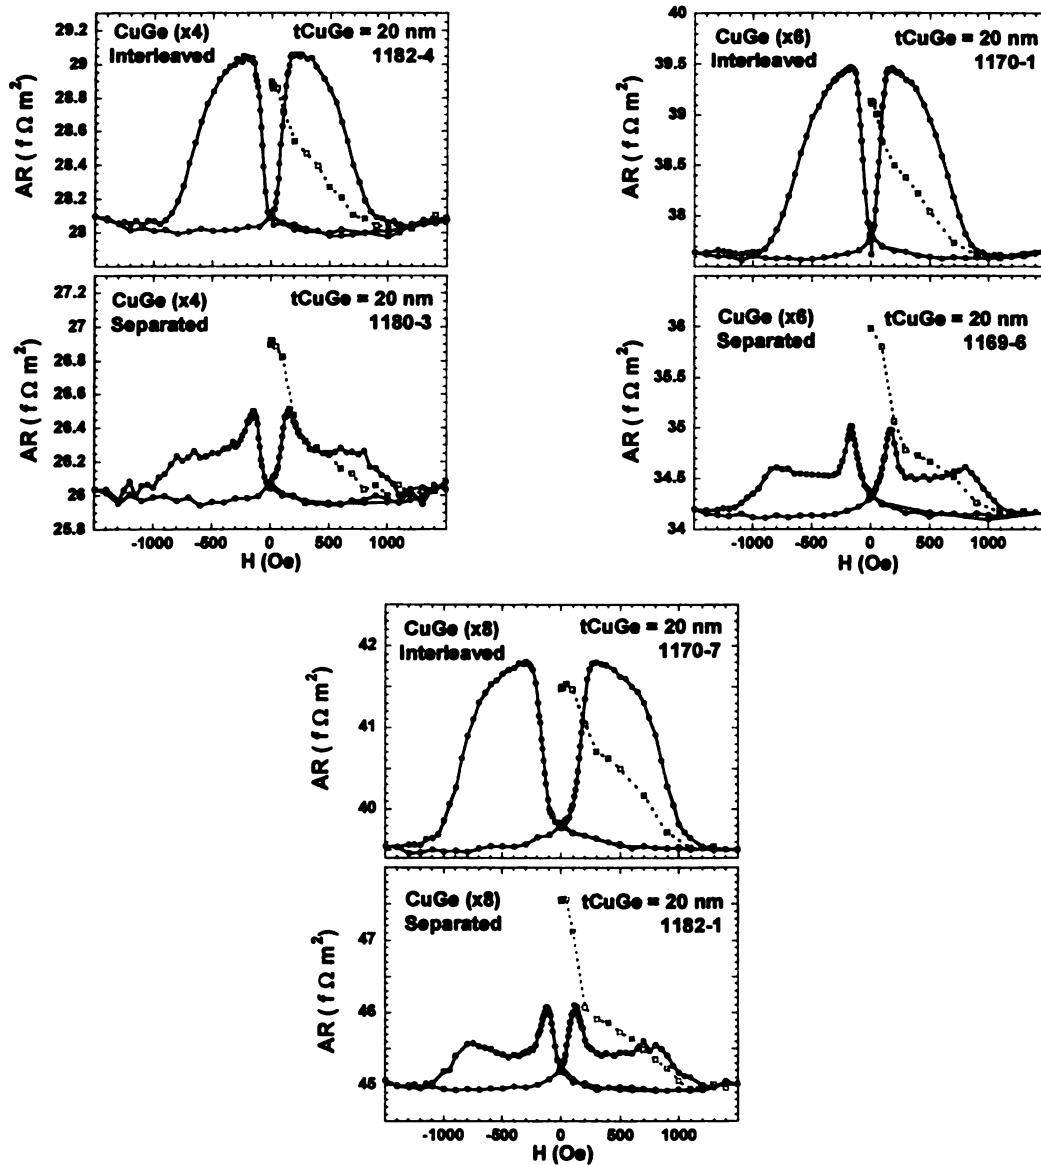 CuGe (x4) tCuGe = 20 nm
Interleaved 1182-4
AR ( f Ω m²)
29.2
29
28.8
28.6
28.4
28.2
28
CuGe (x4) tCuGe = 20 nm
Separated 1180-3
AR ( f Ω m²)
27.2
27
26.8
26.6
26.4
26.2
26
25.8
-1000 -500 0 500 1000
H (Oe)
CuGe (x6) tCuGe = 20 nm
Interleaved 1170-1
AR ( f Ω m²)
40
39.5
39
38.5
38
CuGe (x6) tCuGe = 20 nm
Separated 1169-6
AR ( f Ω m²)
36
35.5
35
34.5
34
-1000 -500 0 500 1000
H (Oe)
CuGe (x8) tCuGe = 20 nm
Interleaved 1170-7
AR ( f Ω m²)
42
41
40
CuGe (x8) tCuGe = 20 nm
Separated 1182-1
AR ( f Ω m²)
47
46
45
-1000 -500 0 500 1000
H (Oe)